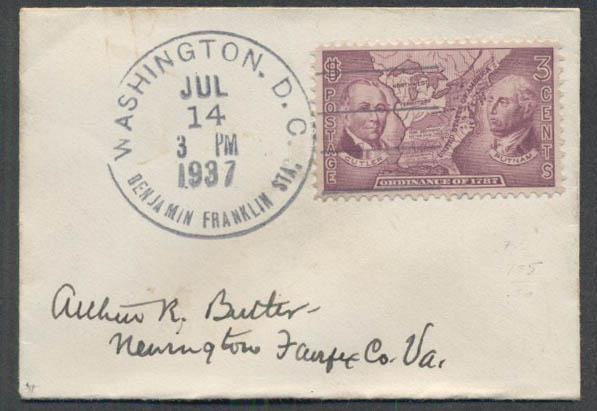 WASHINGTON, D.C.
JUL
14
3 PM
1937
BENJAMIN FRANKLIN STA.
POSTAGE
3 CENTS
CUTLER
PUTNAM
ORDINANCE OF 1787
Arthur R. Butler
Newington Fairfax Co. Va.